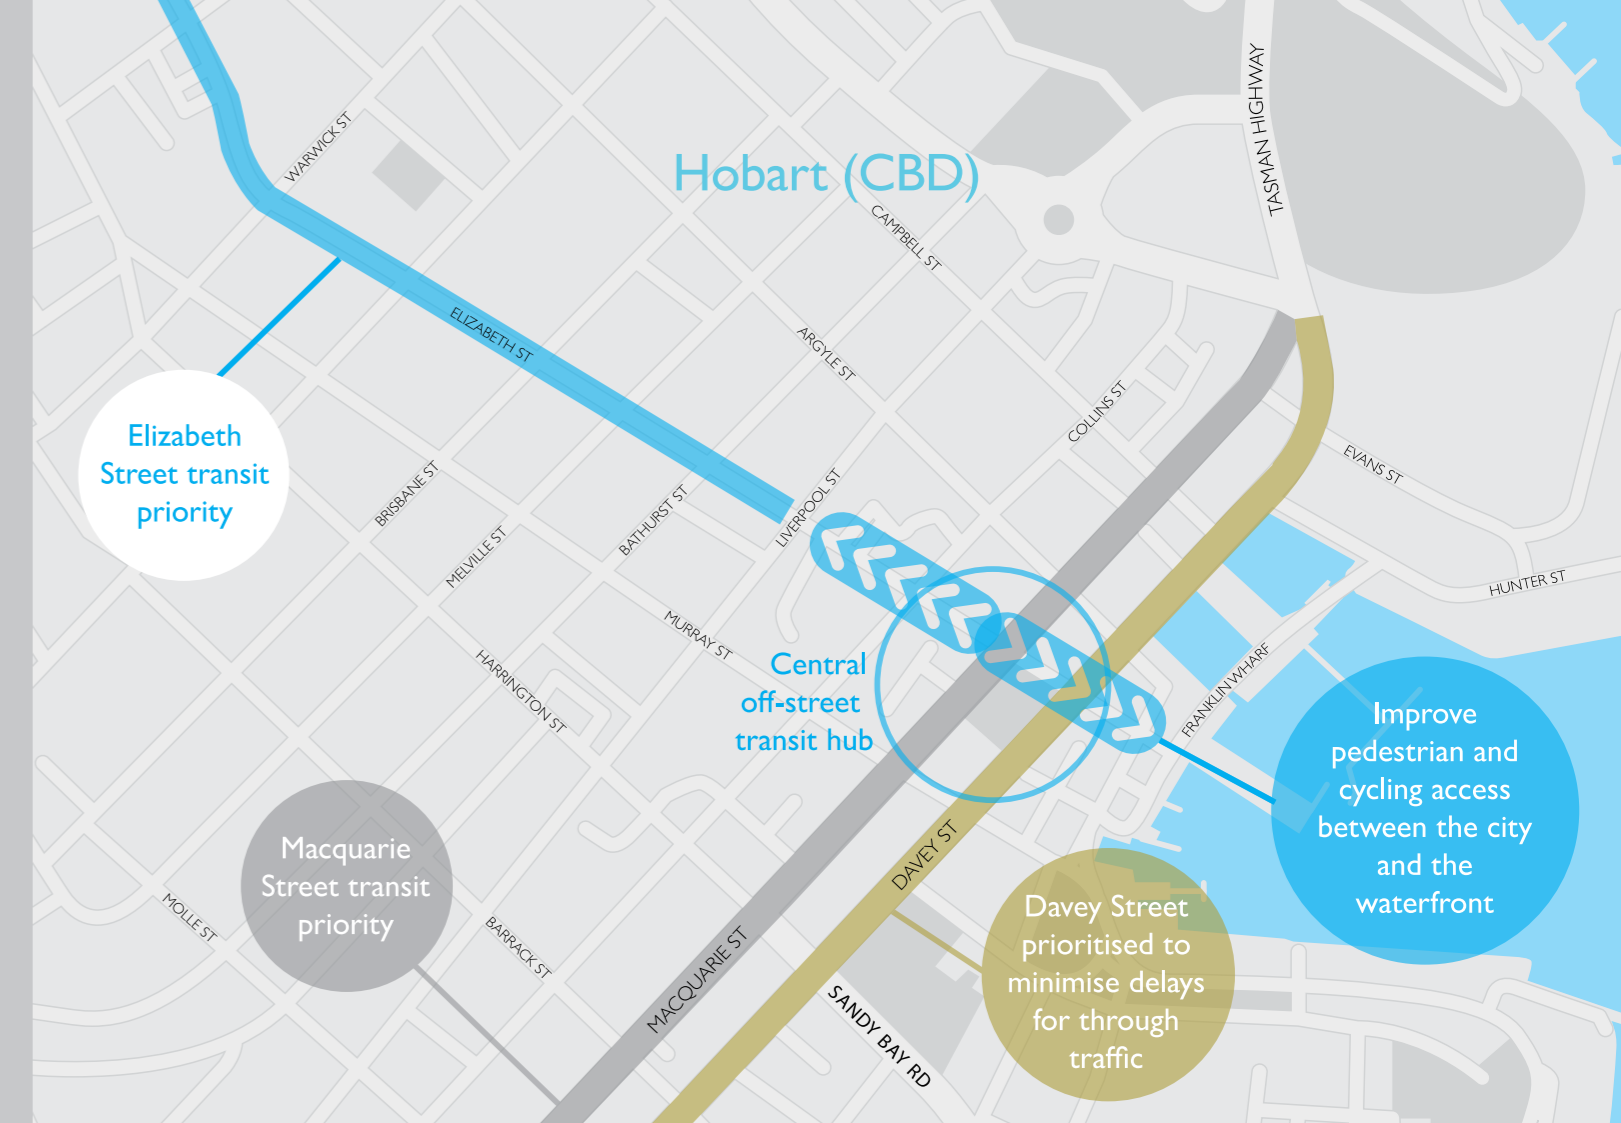 TASMAN HIGHWAY
WARWICK ST
Hobart (CBD)
CAMPBELL ST
ELIZABETH ST
ARGYLE ST
COLLINS ST
Elizabeth
Street transit
priority
EVANS ST
BRISBANE ST
BATHURST ST
LIVERPOOL ST
MELVILLE ST
HUNTER ST
MURRAY ST
HARRINGTON ST
Central
off-street
transit hub
FRANKLIN WHARF
Improve
pedestrian and
cycling access
between the city
and the
waterfront
Macquarie
Street transit
priority
DAVEY ST
MOLLE ST
BARRACK ST
MACQUARIE ST
Davey Street
prioritised to
minimise delays
for through
traffic
SANDY BAY RD